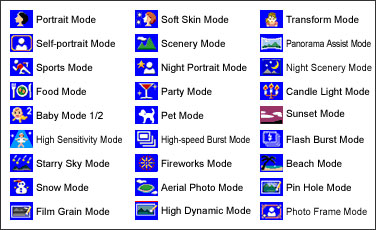 Portrait Mode Soft Skin Mode Transform Mode
Self-portrait Mode Scenery Mode Panorama Assist Mode
Sports Mode Night Portrait Mode Night Scenery Mode
Food Mode Party Mode Candle Light Mode
Baby Mode 1/2 Pet Mode Sunset Mode
High Sensitivity Mode High-speed Burst Mode Flash Burst Mode
Starry Sky Mode Fireworks Mode Beach Mode
Snow Mode Aerial Photo Mode Pin Hole Mode
Film Grain Mode High Dynamic Mode Photo Frame Mode